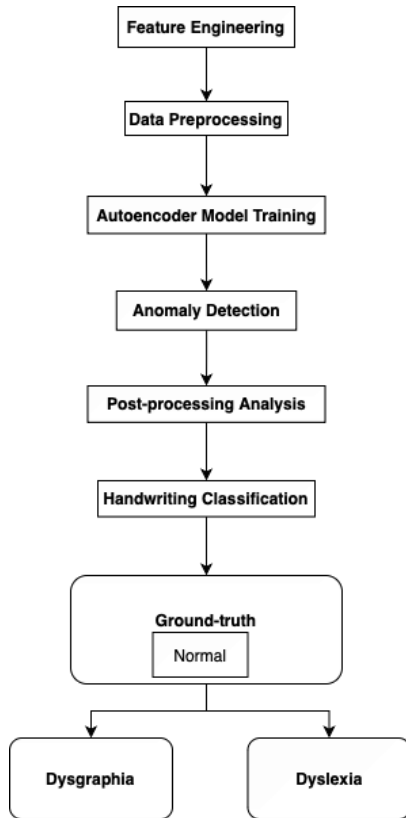 Feature Engineering
Data Preprocessing
Autoencoder Model Training
Anomaly Detection
Post-processing Analysis
Handwriting Classification
Ground-truth
Normal
Dysgraphia
Dyslexia